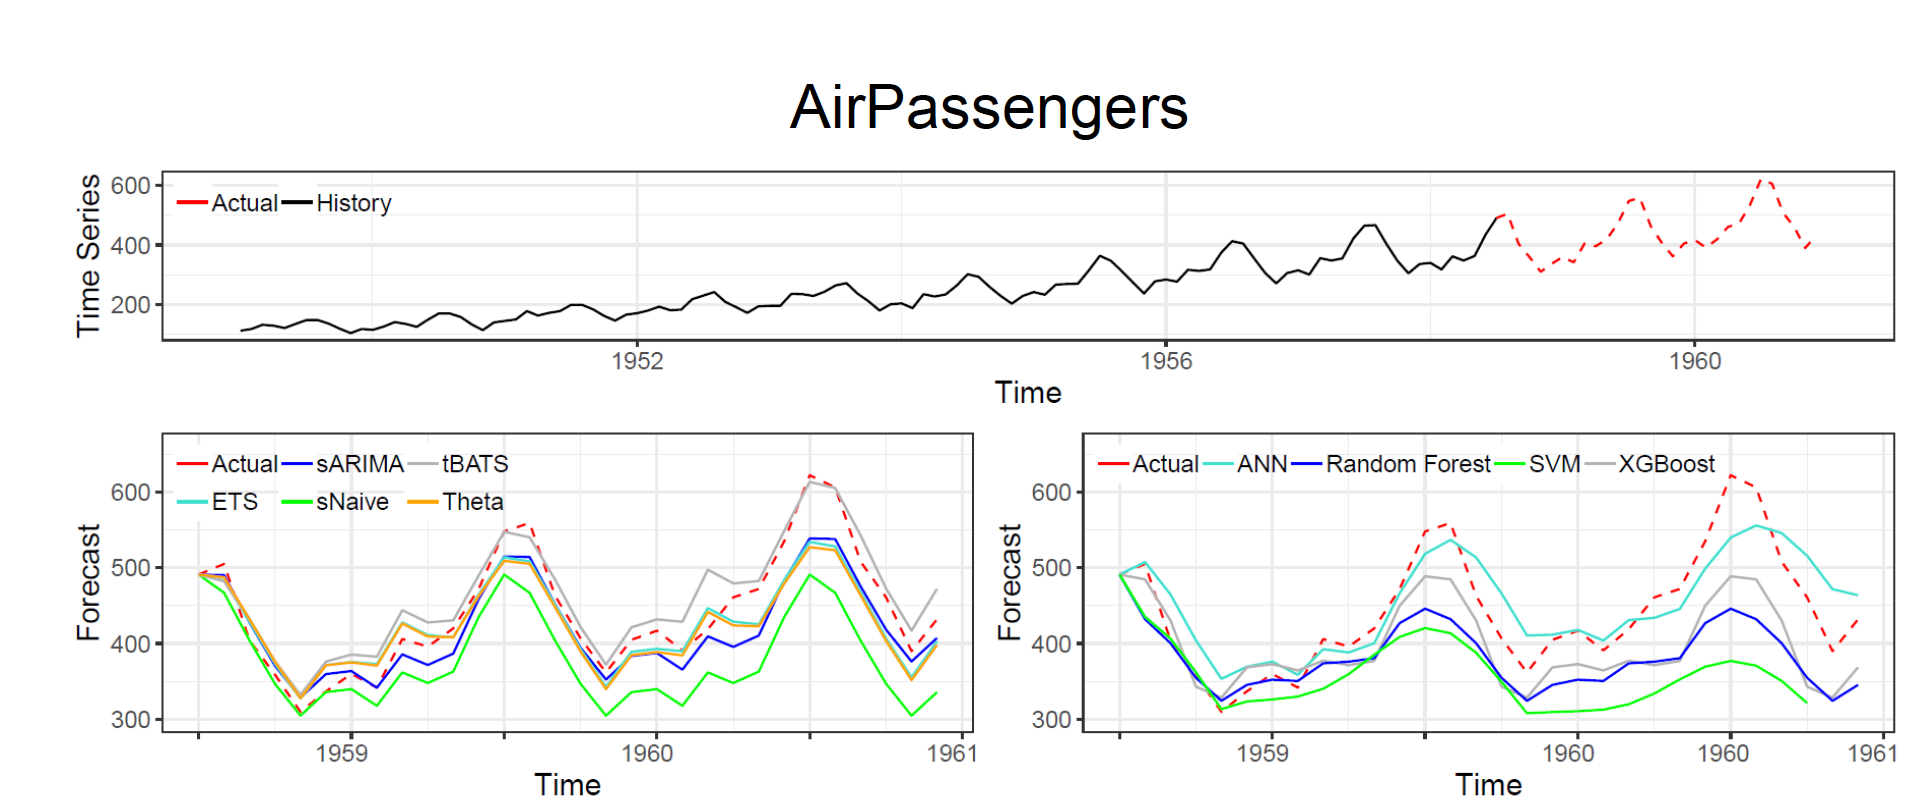 AirPassengers
Time Series
600
400
200
Actual History
1952 1956 1960
Time
Forecast
600
500
400
300
Actual sARIMA tBATS
ETS sNaive Theta
1959 1960 1961
Time
Forecast
600
500
400
300
Actual ANN Random Forest SVM XGBoost
1959 1960 1960 1961
Time